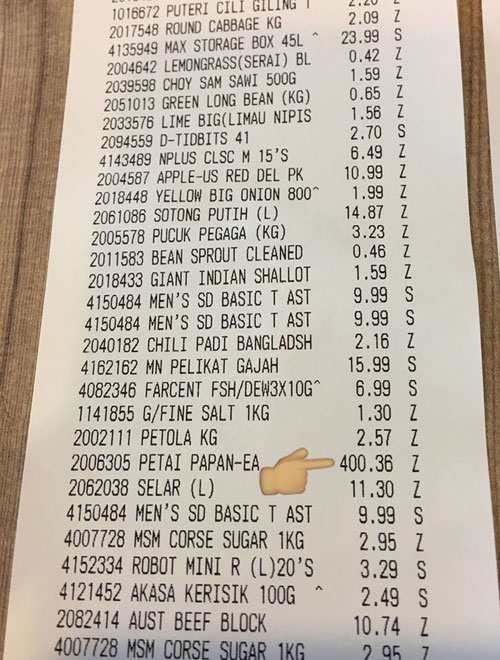 1016672 PUTERI CILI GILING 1 2.20 Z
2017548 ROUND CABBAGE KG 2.09 Z
4135949 MAX STORAGE BOX 45L ^ 23.99 S
2004642 LEMONGRASS(SERAI) BL 0.42 Z
2039598 CHOY SAM SAWI 500G 1.59 Z
2051013 GREEN LONG BEAN (KG) 0.65 Z
2033576 LIME BIG(LIMAU NIPIS 1.56 Z
2094559 D-TIDBITS 41 2.70 S
4143489 NPLUS CLSC M 15'S 6.49 Z
2004587 APPLE-US RED DEL PK 10.99 Z
2018448 YELLOW BIG ONION 800^ 1.99 Z
2061086 SOTONG PUTIH (L) 14.87 Z
2005578 PUCUK PEGAGA (KG) 3.23 Z
2011583 BEAN SPROUT CLEANED 0.46 Z
2018433 GIANT INDIAN SHALLOT 1.59 Z
4150484 MEN'S SD BASIC T AST 9.99 S
4150484 MEN'S SD BASIC T AST 9.99 S
2040182 CHILI PADI BANGLADSH 2.16 Z
4162162 MN PELIKAT GAJAH 15.99 S
4082346 FARCENT FSH/DEW3X10G^ 6.99 S
1141855 G/FINE SALT 1KG 1.30 Z
2002111 PETOLA KG 2.57 Z
2006305 PETAI PAPAN-EA 400.36 Z
2062038 SELAR (L) 11.30 Z
4150484 MEN'S SD BASIC T AST 9.99 S
4007728 MSM CORSE SUGAR 1KG 2.95 Z
4152334 ROBOT MINI R (L)20'S 3.29 S
4121452 AKASA KERISIK 100G ^ 2.49 S
2082414 AUST BEEF BLOCK 10.74 Z
4007728 MSM CORSE SUGAR 1KG 2.95 Z